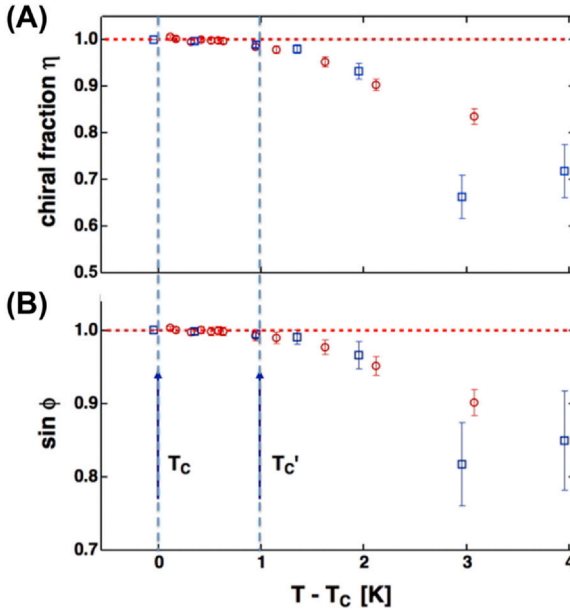 (A)
chiral fraction η
1.0
0.9
0.8
0.7
0.6
0.5
(B)
sin ϕ
1.0
0.9
0.8
0.7
T_C
T_C'
0 1 2 3 4
T - T_C [K]